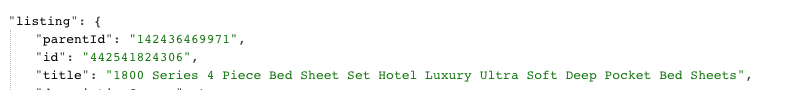 "listing": {
"parentId": "142436469971",
"id": "442541824306",
"title": "1800 Series 4 Piece Bed Sheet Set Hotel Luxury Ultra Soft Deep Pocket Bed Sheets",